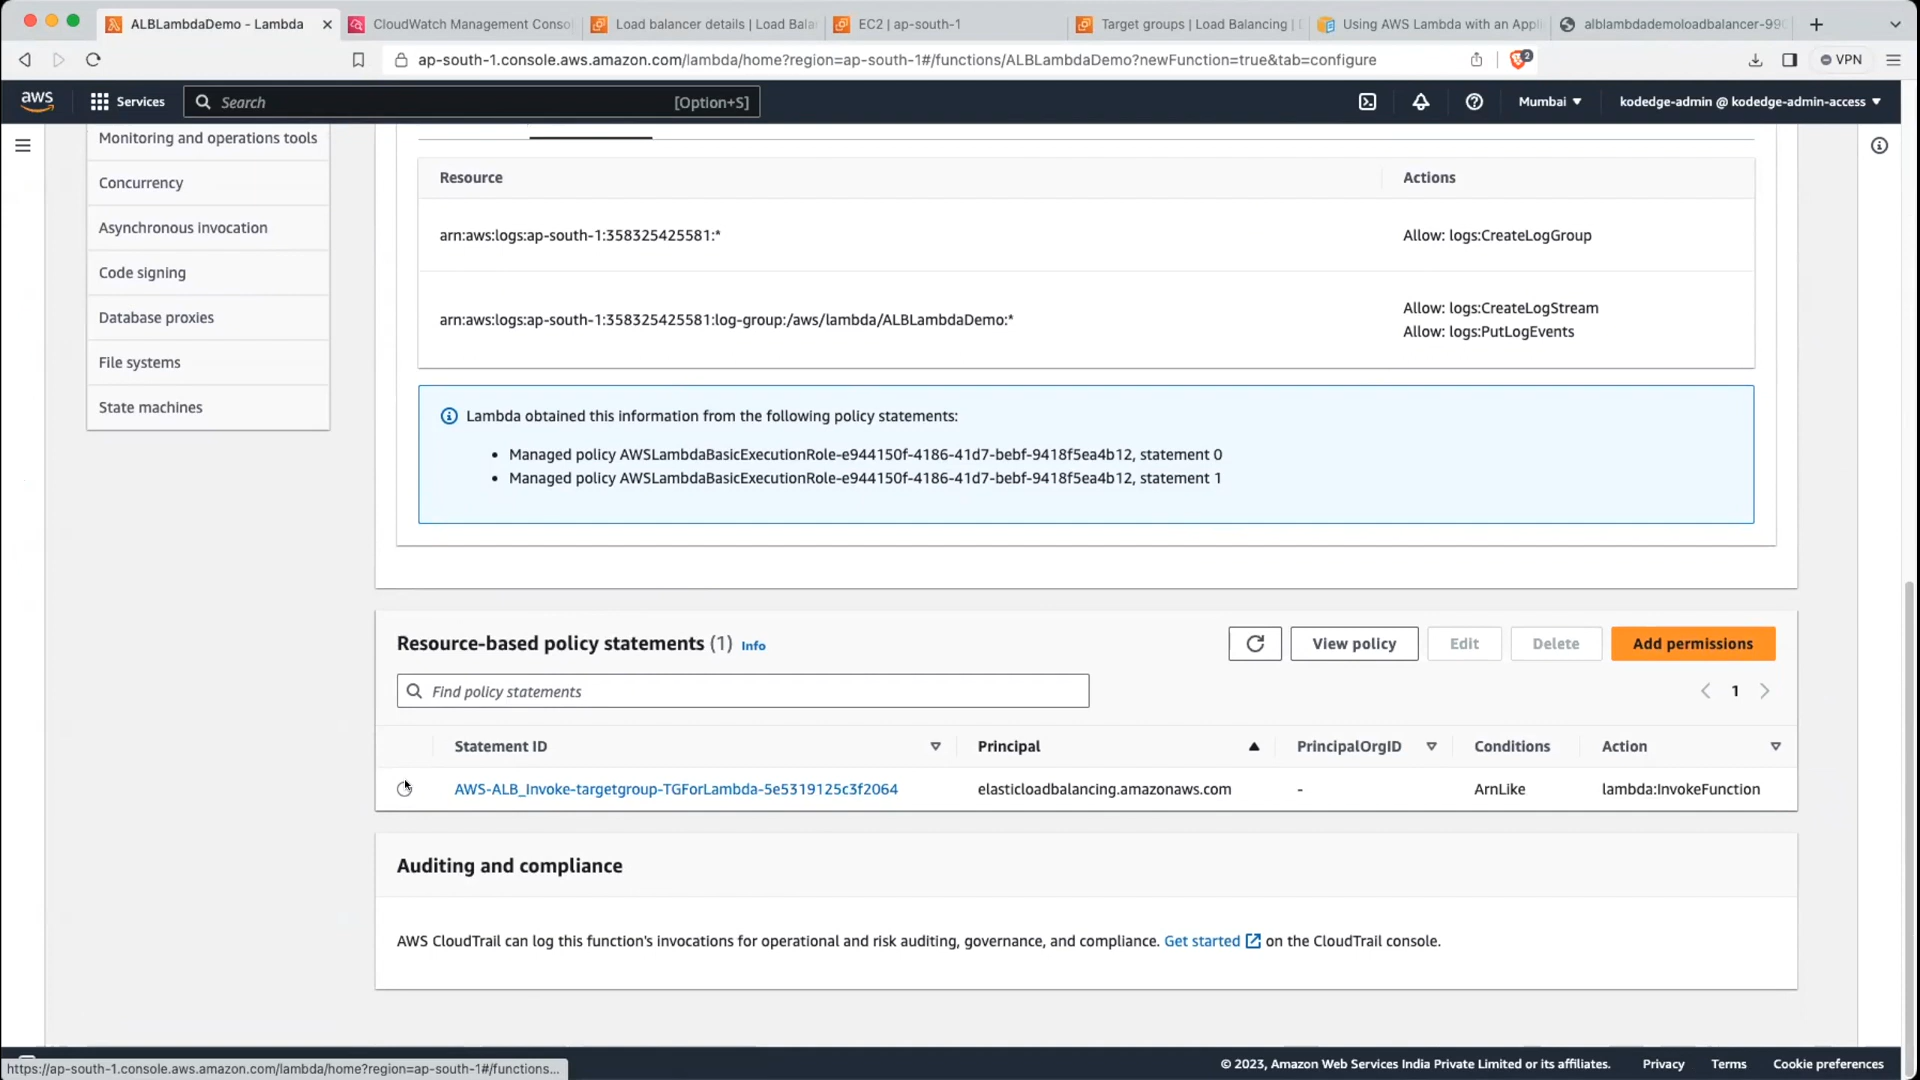 ALBLambdaDemo - Lambda
CloudWatch Management Conso
Load balancer details | Load Bala
EC2 | ap-south-1
Target groups | Load Balancing |
Using AWS Lambda with an Appl
alblambdademoloadbalancer-990
ap-south-1.console.aws.amazon.com/lambda/home?region=ap-south-1#/functions/ALBLambdaDemo?newFunction=true&tab=configure
2
VPN
aws
Services
Search
[Option+S]
Mumbai
kodedge-admin @ kodedge-admin-access
Monitoring and operations tools
Concurrency
Asynchronous invocation
Code signing
Database proxies
File systems
State machines
Resource
Actions
arn:aws:logs:ap-south-1:358325425581:*
Allow: logs:CreateLogGroup
arn:aws:logs:ap-south-1:358325425581:log-group:/aws/lambda/ALBLambdaDemo:*
Allow: logs:CreateLogStream
Allow: logs:PutLogEvents
Lambda obtained this information from the following policy statements:
• Managed policy AWSLambdaBasicExecutionRole-e944150f-4186-41d7-bebf-9418f5ea4b12, statement 0
• Managed policy AWSLambdaBasicExecutionRole-e944150f-4186-41d7-bebf-9418f5ea4b12, statement 1
Resource-based policy statements (1) Info
View policy
Edit
Delete
Add permissions
Find policy statements
1
Statement ID
Principal
PrincipalOrgID
Conditions
Action
AWS-ALB_Invoke-targetgroup-TGForLambda-5e5319125c3f2064
elasticloadbalancing.amazonaws.com
-
ArnLike
lambda:InvokeFunction
Auditing and compliance
AWS CloudTrail can log this function's invocations for operational and risk auditing, governance, and compliance. Get started on the CloudTrail console.
https://ap-south-1.console.aws.amazon.com/lambda/home?region=ap-south-1#/functions...
© 2023, Amazon Web Services India Private Limited or its affiliates.
Privacy
Terms
Cookie preferences